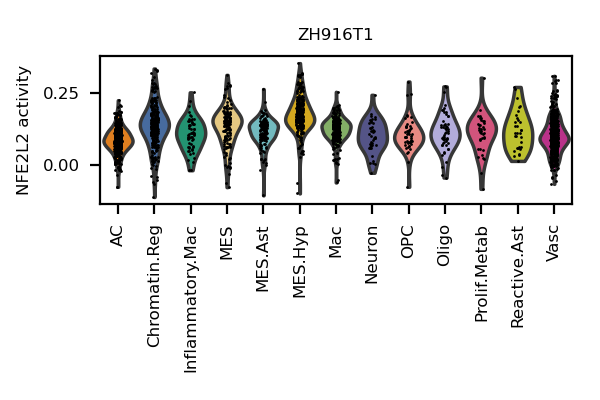 ZH916T1
NFE2L2 activity
0.25
0.00
AC
Chromatin.Reg
Inflammatory.Mac
MES
MES.Ast
MES.Hyp
Mac
Neuron
OPC
Oligo
Prolif.Metab
Reactive.Ast
Vasc